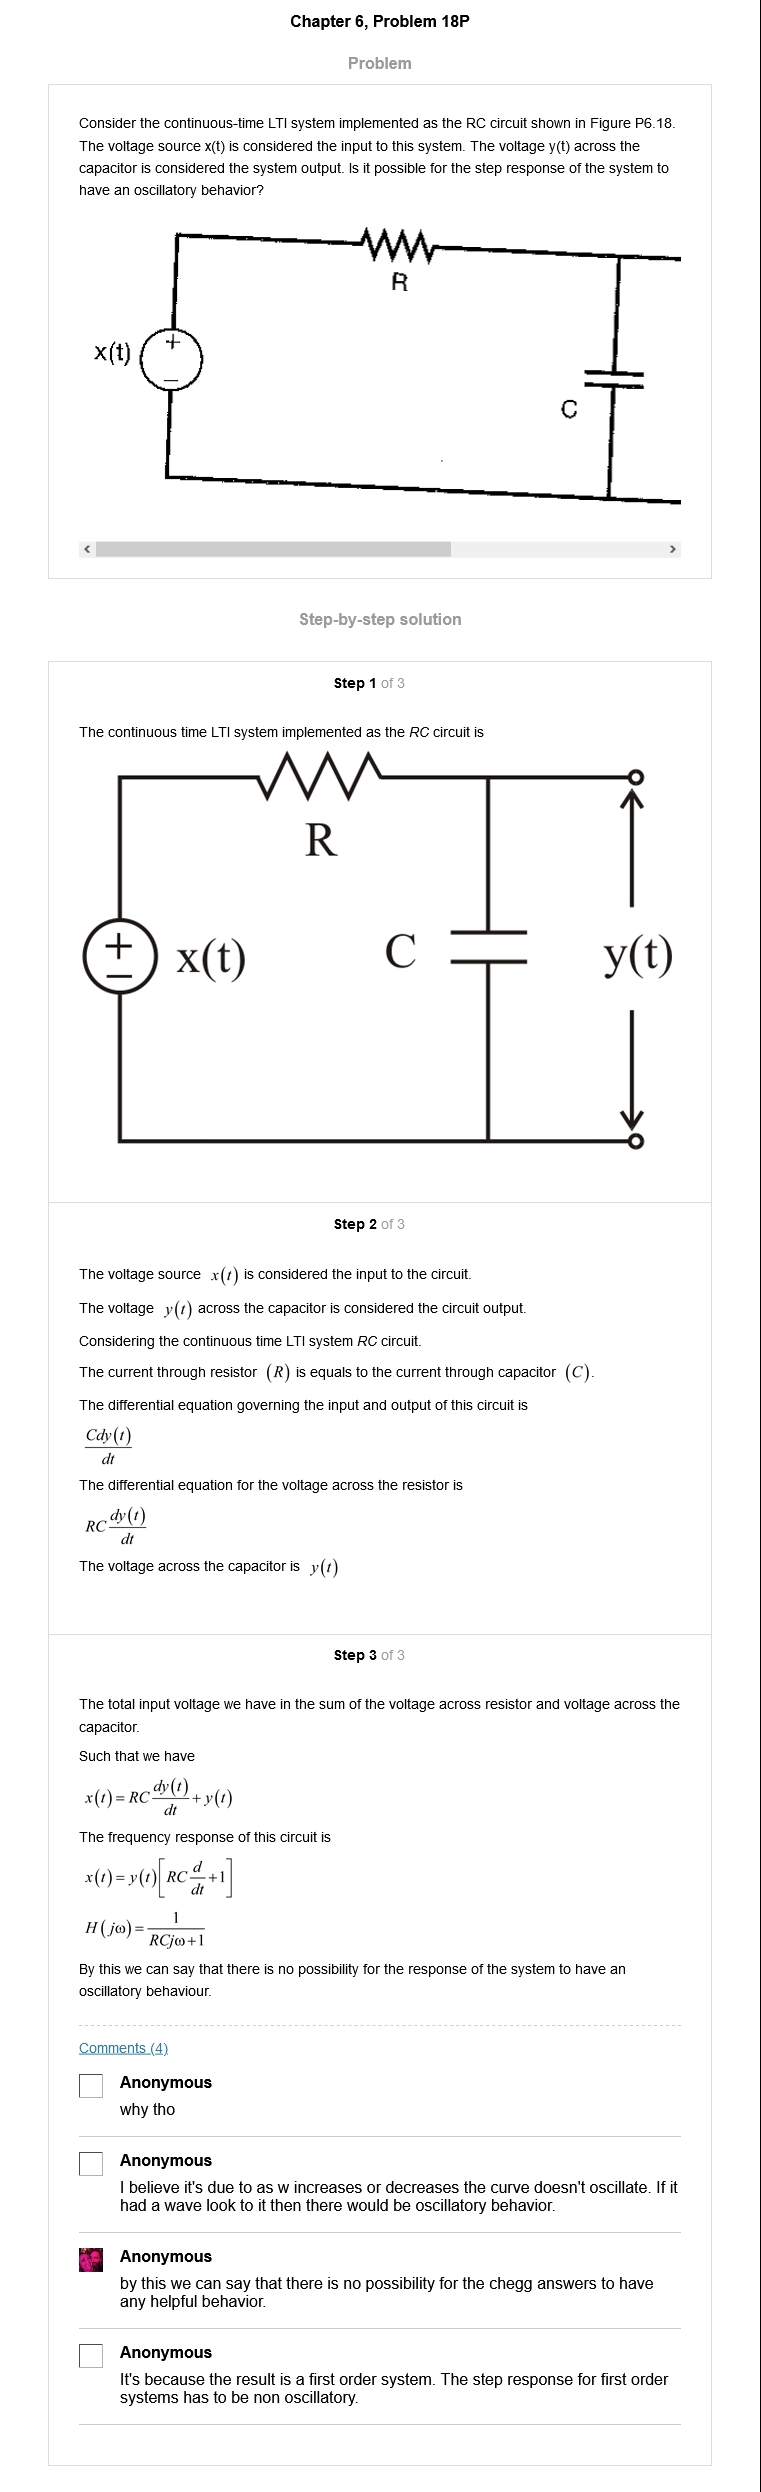 Chapter 6, Problem 18P
Problem
Consider the continuous-time LTI system implemented as the RC circuit shown in Figure P6.18.
The voltage source x(t) is considered the input to this system. The voltage y(t) across the
capacitor is considered the system output. Is it possible for the step response of the system to
have an oscillatory behavior?
R
x(t)
+
−
C
Step-by-step solution
Step 1 of 3
The continuous time LTI system implemented as the RC circuit is
R
+
−
x(t)
C
y(t)
Step 2 of 3
The voltage source x(t) is considered the input to the circuit.
The voltage y(t) across the capacitor is considered the circuit output.
Considering the continuous time LTI system RC circuit.
The current through resistor (R) is equals to the current through capacitor (C).
The differential equation governing the input and output of this circuit is
Cdy(t)
dt
The differential equation for the voltage across the resistor is
RC dy(t)
dt
The voltage across the capacitor is y(t)
Step 3 of 3
The total input voltage we have in the sum of the voltage across resistor and voltage across the
capacitor.
Such that we have
x(t) = RC dy(t)/dt + y(t)
The frequency response of this circuit is
x(t) = y(t)[RC d/dt + 1]
H(jω) = 1/RCjω+1
By this we can say that there is no possibility for the response of the system to have an
oscillatory behaviour.
Comments (4)
Anonymous
why tho
Anonymous
I believe it's due to as w increases or decreases the curve doesn't oscillate. If it
had a wave look to it then there would be oscillatory behavior.
Anonymous
by this we can say that there is no possibility for the chegg answers to have
any helpful behavior.
Anonymous
It's because the result is a first order system. The step response for first order
systems has to be non oscillatory.